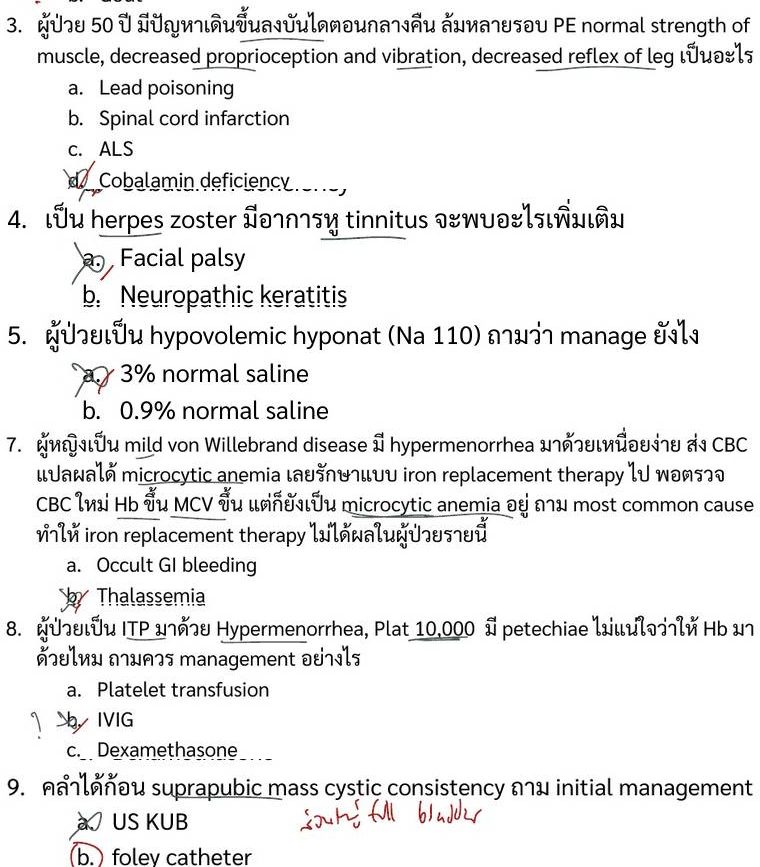 3. ผู้ป่วย 50 ปี มีปัญหาเดินขึ้นลงบันไดตอนกลางคืน ล้มหลายรอบ PE normal strength of
muscle, decreased proprioception and vibration, decreased reflex of leg เป็นอะไร
a. Lead poisoning
b. Spinal cord infarction
c. ALS
d. Cobalamin deficiency
4. เป็น herpes zoster มีอาการหู tinnitus จะพบอะไรเพิ่มเติม
a. Facial palsy
b. Neuropathic keratitis
5. ผู้ป่วยเป็น hypovolemic hyponat (Na 110) ถามว่า manage ยังไง
a. 3% normal saline
b. 0.9% normal saline
7. ผู้หญิงเป็น mild von Willebrand disease มี hypermenorrhea มาด้วยเหนื่อยง่าย ส่ง CBC
แปลผลได้ microcytic anemia เลยรักษาแบบ iron replacement therapy ไป พอตรวจ
CBC ใหม่ Hb ขึ้น MCV ขึ้น แต่ก็ยังเป็น microcytic anemia อยู่ ถาม most common cause
ทำให้ iron replacement therapy ไม่ได้ผลในผู้ป่วยรายนี้
a. Occult GI bleeding
b. Thalassemia
8. ผู้ป่วยเป็น ITP มาด้วย Hypermenorrhea, Plat 10,000 มี petechiae ไม่แน่ใจว่าให้ Hb มา
ด้วยไหม ถามควร management อย่างไร
a. Platelet transfusion
? b. IVIG
c. Dexamethasone
9. คลำได้ก้อน suprapubic mass cystic consistency ถาม initial management
a. US KUB
full bladder
b. foley catheter